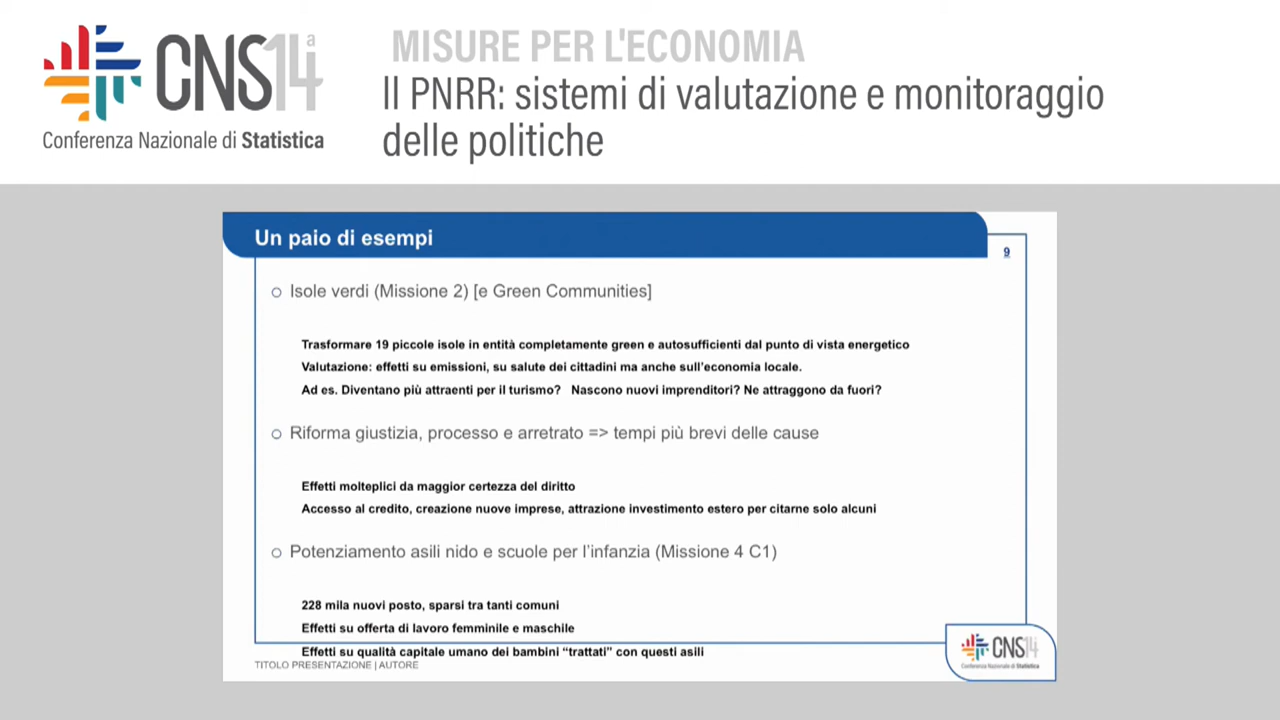 CNS14a
Conferenza Nazionale di Statistica
MISURE PER L'ECONOMIA
Il PNRR: sistemi di valutazione e monitoraggio
delle politiche
Un paio di esempi
9
Isole verdi (Missione 2) [e Green Communities]
Trasformare 19 piccole isole in entità completamente green e autosufficienti dal punto di vista energetico
Valutazione: effetti su emissioni, su salute dei cittadini ma anche sull'economia locale.
Ad es. Diventano più attraenti per il turismo? Nascono nuovi imprenditori? Ne attraggono da fuori?
Riforma giustizia, processo e arretrato => tempi più brevi delle cause
Effetti molteplici da maggior certezza del diritto
Accesso al credito, creazione nuove imprese, attrazione investimento estero per citarne solo alcuni
Potenziamento asili nido e scuole per l'infanzia (Missione 4 C1)
228 mila nuovi posto, sparsi tra tanti comuni
Effetti su offerta di lavoro femminile e maschile
Effetti su qualità capitale umano dei bambini “trattati” con questi asili
TITOLO PRESENTAZIONE | AUTORE
CNS14
Conferenza Nazionale di Statistica